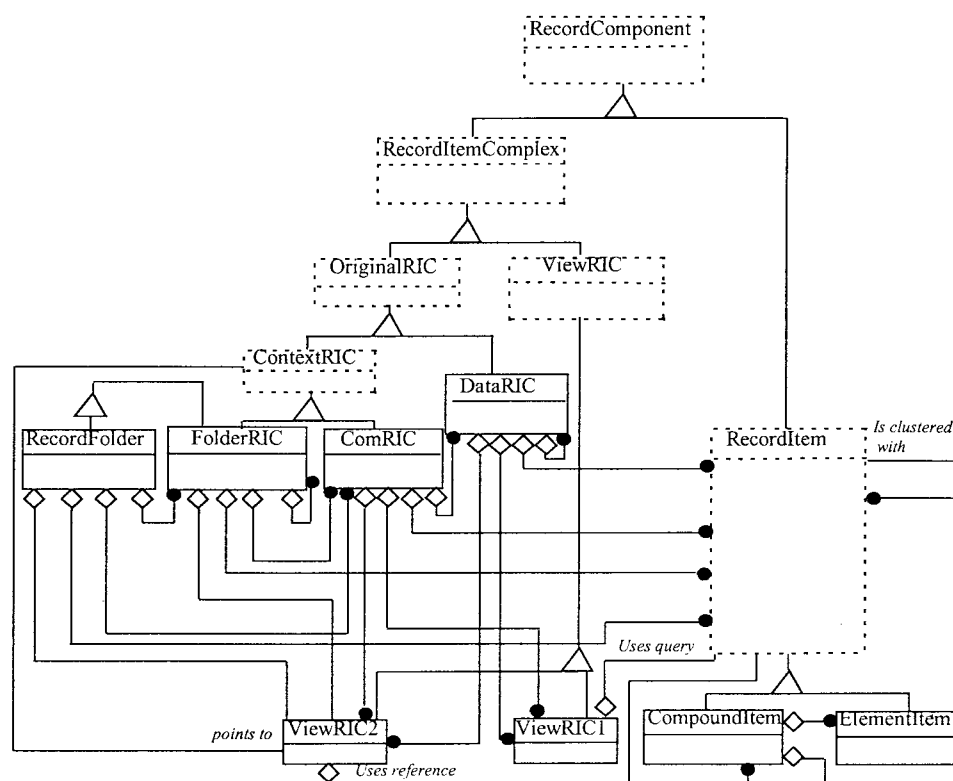 RecordComponent
RecordItemComplex
OriginalRIC
ViewRIC
ContextRIC
DataRIC
RecordFolder
FolderRIC
ComRIC
RecordItem
Is clustered
with
Uses query
CompoundItem
ElementItem
points to
ViewRIC2
ViewRIC1
Uses reference